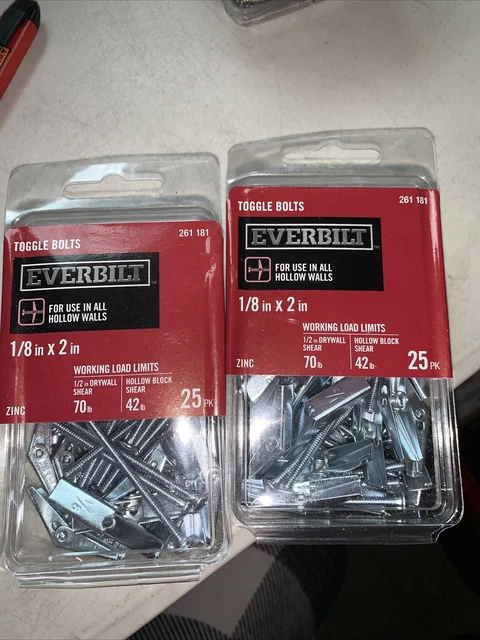 TOGGLE BOLTS
261 181
EVERBILT
FOR USE IN ALL
HOLLOW WALLS
1/8 in x 2 in
WORKING LOAD LIMITS
1/2 in DRYWALL
SHEAR
70 lb
HOLLOW BLOCK
SHEAR
42 lb
ZINC
25 PK
TOGGLE BOLTS
261 181
EVERBILT
FOR USE IN ALL
HOLLOW WALLS
1/8 in x 2 in
WORKING LOAD LIMITS
1/2 in DRYWALL
SHEAR
70 lb
HOLLOW BLOCK
SHEAR
42 lb
ZINC
25 PK